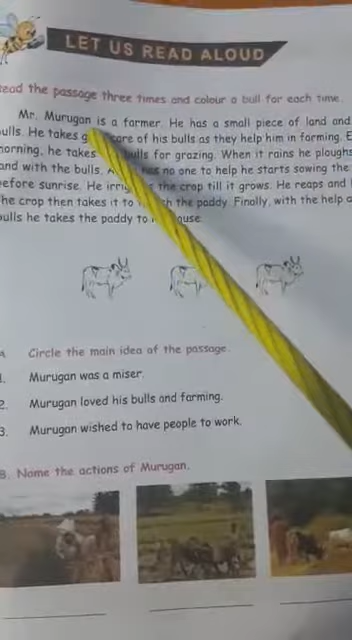 LET US READ ALOUD
ead the passage three times and colour a bull for each time.
Mr. Murugan is a farmer. He has a small piece of land and
ulls. He takes g care of his bulls as they help him in farming. E
orning, he takes bulls for grazing. When it rains he ploughs
and with the bulls. A has no one to help he starts sowing the
efore sunrise. He irrig the crop till it grows. He reaps and
he crop then takes it to h the paddy. Finally, with the help o
ulls he takes the paddy to ouse.
A. Circle the main idea of the passage.
1. Murugan was a miser.
2. Murugan loved his bulls and farming.
3. Murugan wished to have people to work.
B. Name the actions of Murugan.